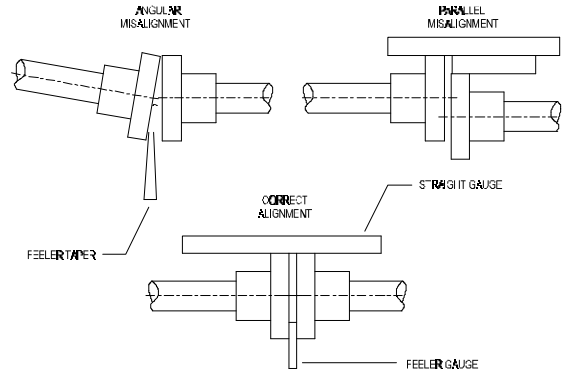 ANGULAR
MISALIGNMENT
PARALLEL
MISALIGNMENT
STRAIGHT GAUGE
CORRECT
ALIGNMENT
FEELER TAPER
FEELER GAUGE